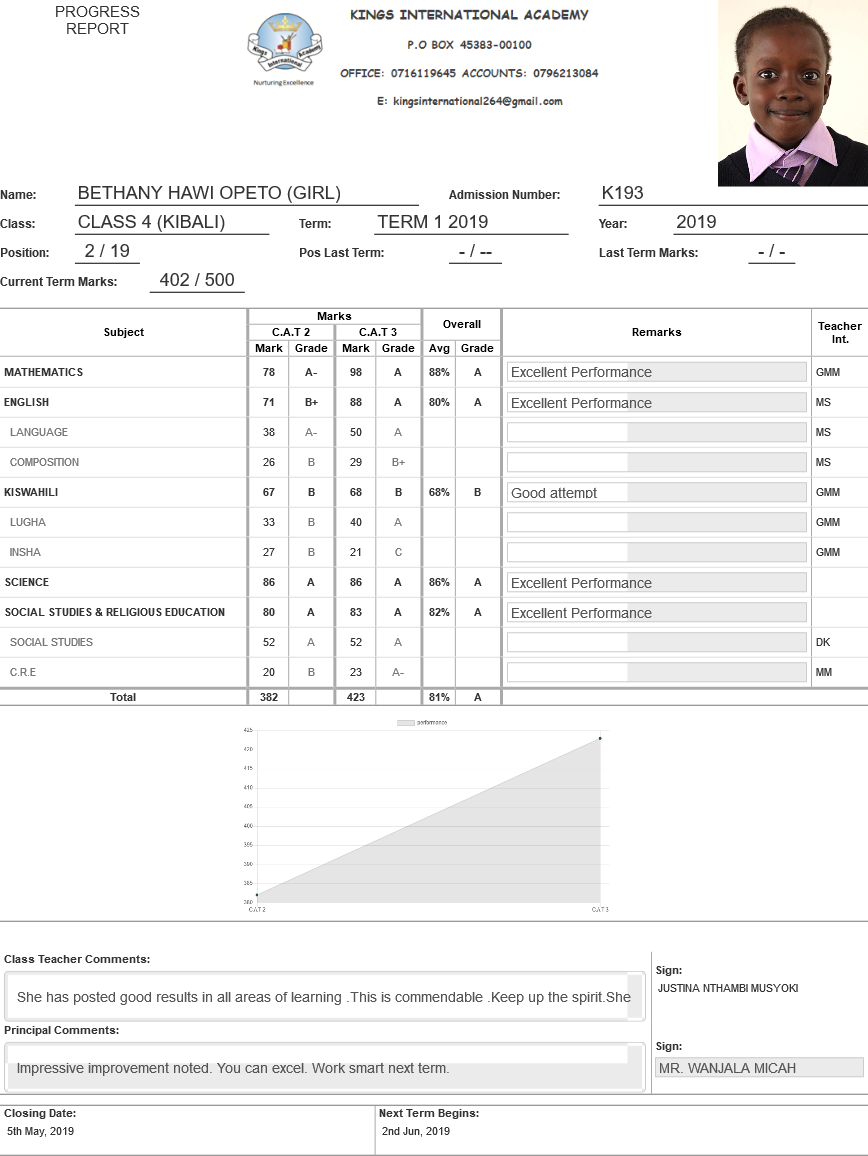 PROGRESS
REPORT
Kings International Academy
Nurturing Excellence
KINGS INTERNATIONAL ACADEMY
P.O BOX 45383-00100
OFFICE: 0716119645 ACCOUNTS: 0796213084
E: kingsinternational264@gmail.com
Name: BETHANY HAWI OPETO (GIRL) Admission Number: K193
Class: CLASS 4 (KIBALI) Term: TERM 1 2019 Year: 2019
Position: 2 / 19 Pos Last Term: - / -- Last Term Marks: - / -
Current Term Marks: 402 / 500
Subject Marks Overall Remarks Teacher Int.
C.A.T 2 C.A.T 3
Mark Grade Mark Grade Avg Grade
MATHEMATICS 78 A- 98 A 88% A Excellent Performance GMM
ENGLISH 71 B+ 88 A 80% A Excellent Performance MS
LANGUAGE 38 A- 50 A MS
COMPOSITION 26 B 29 B+ MS
KISWAHILI 67 B 68 B 68% B Good attempt GMM
LUGHA 33 B 40 A GMM
INSHA 27 B 21 C GMM
SCIENCE 86 A 86 A 86% A Excellent Performance
SOCIAL STUDIES & RELIGIOUS EDUCATION 80 A 83 A 82% A Excellent Performance
SOCIAL STUDIES 52 A 52 A DK
C.R.E 20 B 23 A- MM
Total 382 423 81% A
performance
425
420
415
410
405
400
395
390
385
380
C.A.T 2 C.A.T 3
Class Teacher Comments:
She has posted good results in all areas of learning .This is commendable .Keep up the spirit.She
Sign:
JUSTINA NTHAMBI MUSYOKI
Principal Comments:
Impressive improvement noted. You can excel. Work smart next term.
Sign:
MR. WANJALA MICAH
Closing Date: Next Term Begins:
5th May, 2019 2nd Jun, 2019